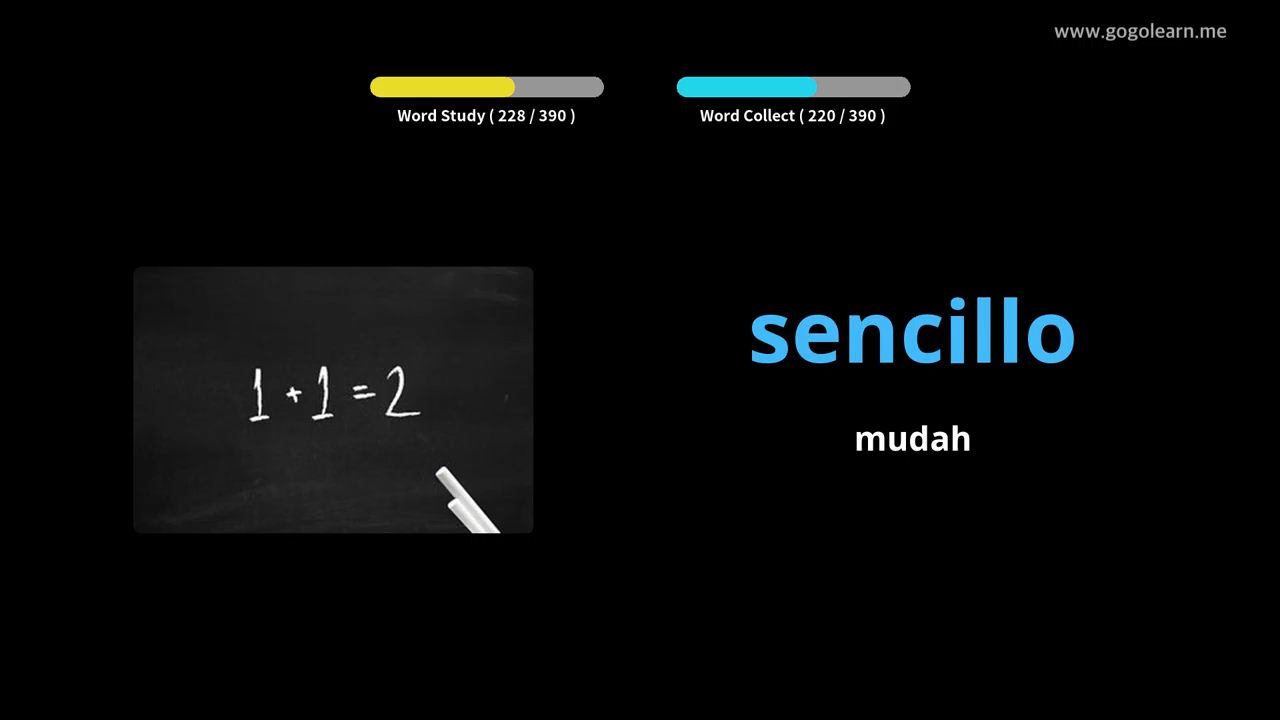 www.gogolearn.me
Word Study ( 228 / 390 )
Word Collect ( 220 / 390 )
1 + 1 = 2
sencillo
mudah